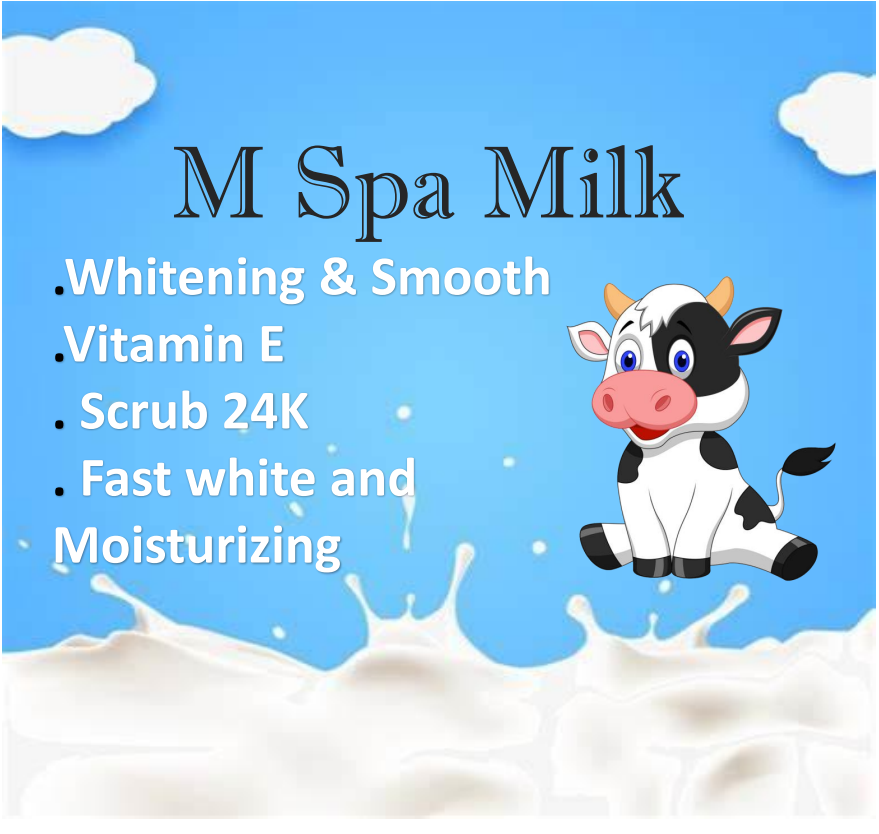 M Spa Milk
.Whitening & Smooth
.Vitamin E
. Scrub 24K
. Fast white and
Moisturizing